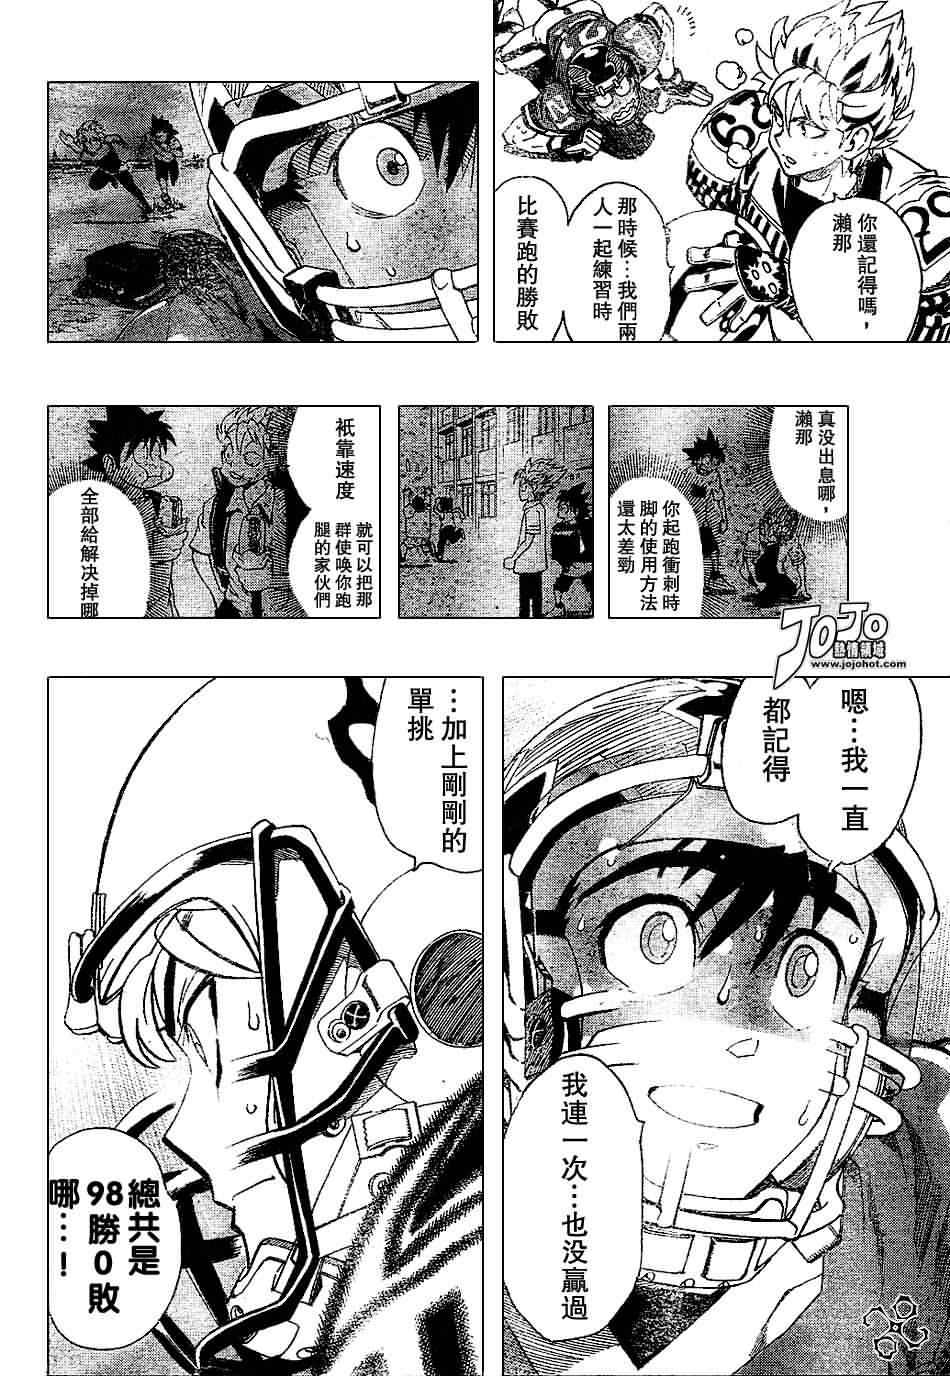 你還記得嗎，
瀨那
那時候…我們兩
人一起練習時
比賽跑的勝敗
真没出息哪，
瀨那
你起跑衝刺時
脚的使用方法
還太差勁
祇靠速度
就可以把那
群使喚你跑
腿的家伙們
全部給解决掉哪
JOJO
熱情領域
www.jojohot.com
嗯…我一直
都記得
我連一次…也没贏過
…加上剛剛的
單挑
總共是
98勝0敗
哪…！